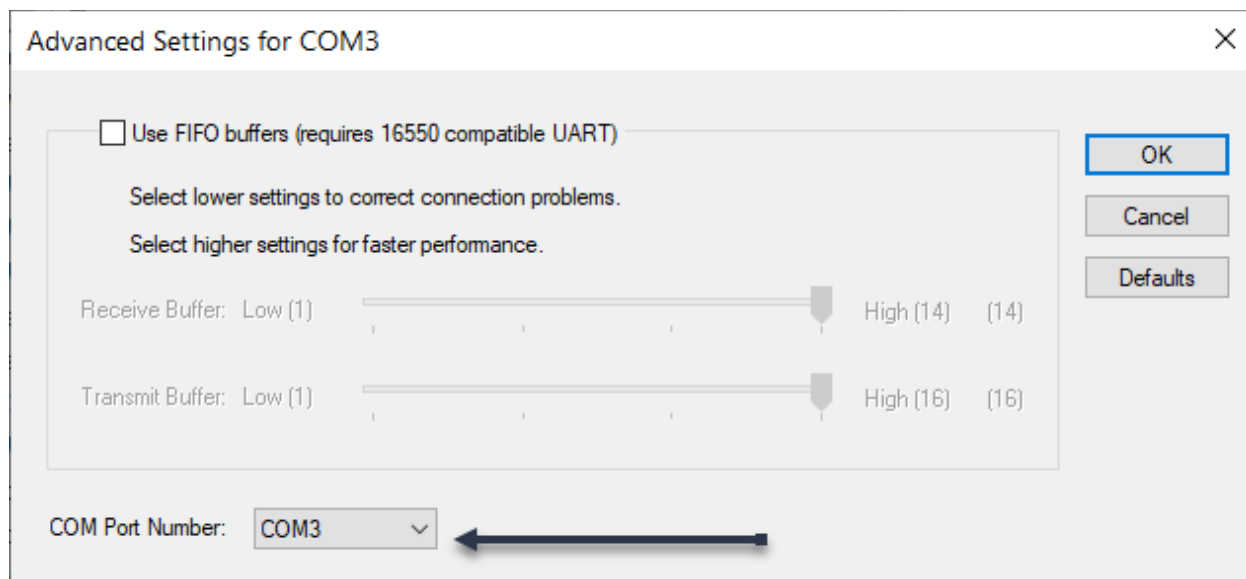 Advanced Settings for COM3
Use FIFO buffers (requires 16550 compatible UART)
OK
Select lower settings to correct connection problems.
Cancel
Select higher settings for faster performance.
Defaults
Receive Buffer: Low (1) High (14) (14)
Transmit Buffer: Low (1) High (16) (16)
COM Port Number: COM3